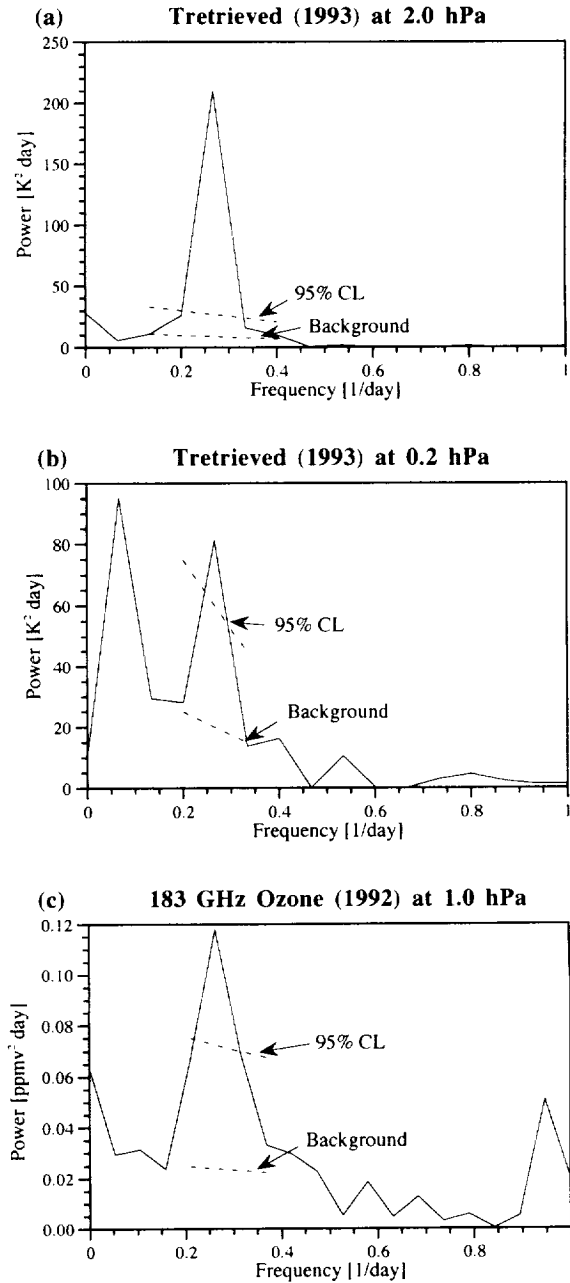 (a) Tretrieved (1993) at 2.0 hPa
250
200
150
100
50
0
Power [K² day]
95% CL
Background
0 0.2 0.4 0.6 0.8 1
Frequency [1/day]
(b) Tretrieved (1993) at 0.2 hPa
100
80
60
40
20
0
Power [K² day]
95% CL
Background
0 0.2 0.4 0.6 0.8 1
Frequency [1/day]
(c) 183 GHz Ozone (1992) at 1.0 hPa
0.12
0.10
0.08
0.06
0.04
0.02
0.00
Power [ppmv² day]
95% CL
Background
0 0.2 0.4 0.6 0.8 1
Frequency [1/day]